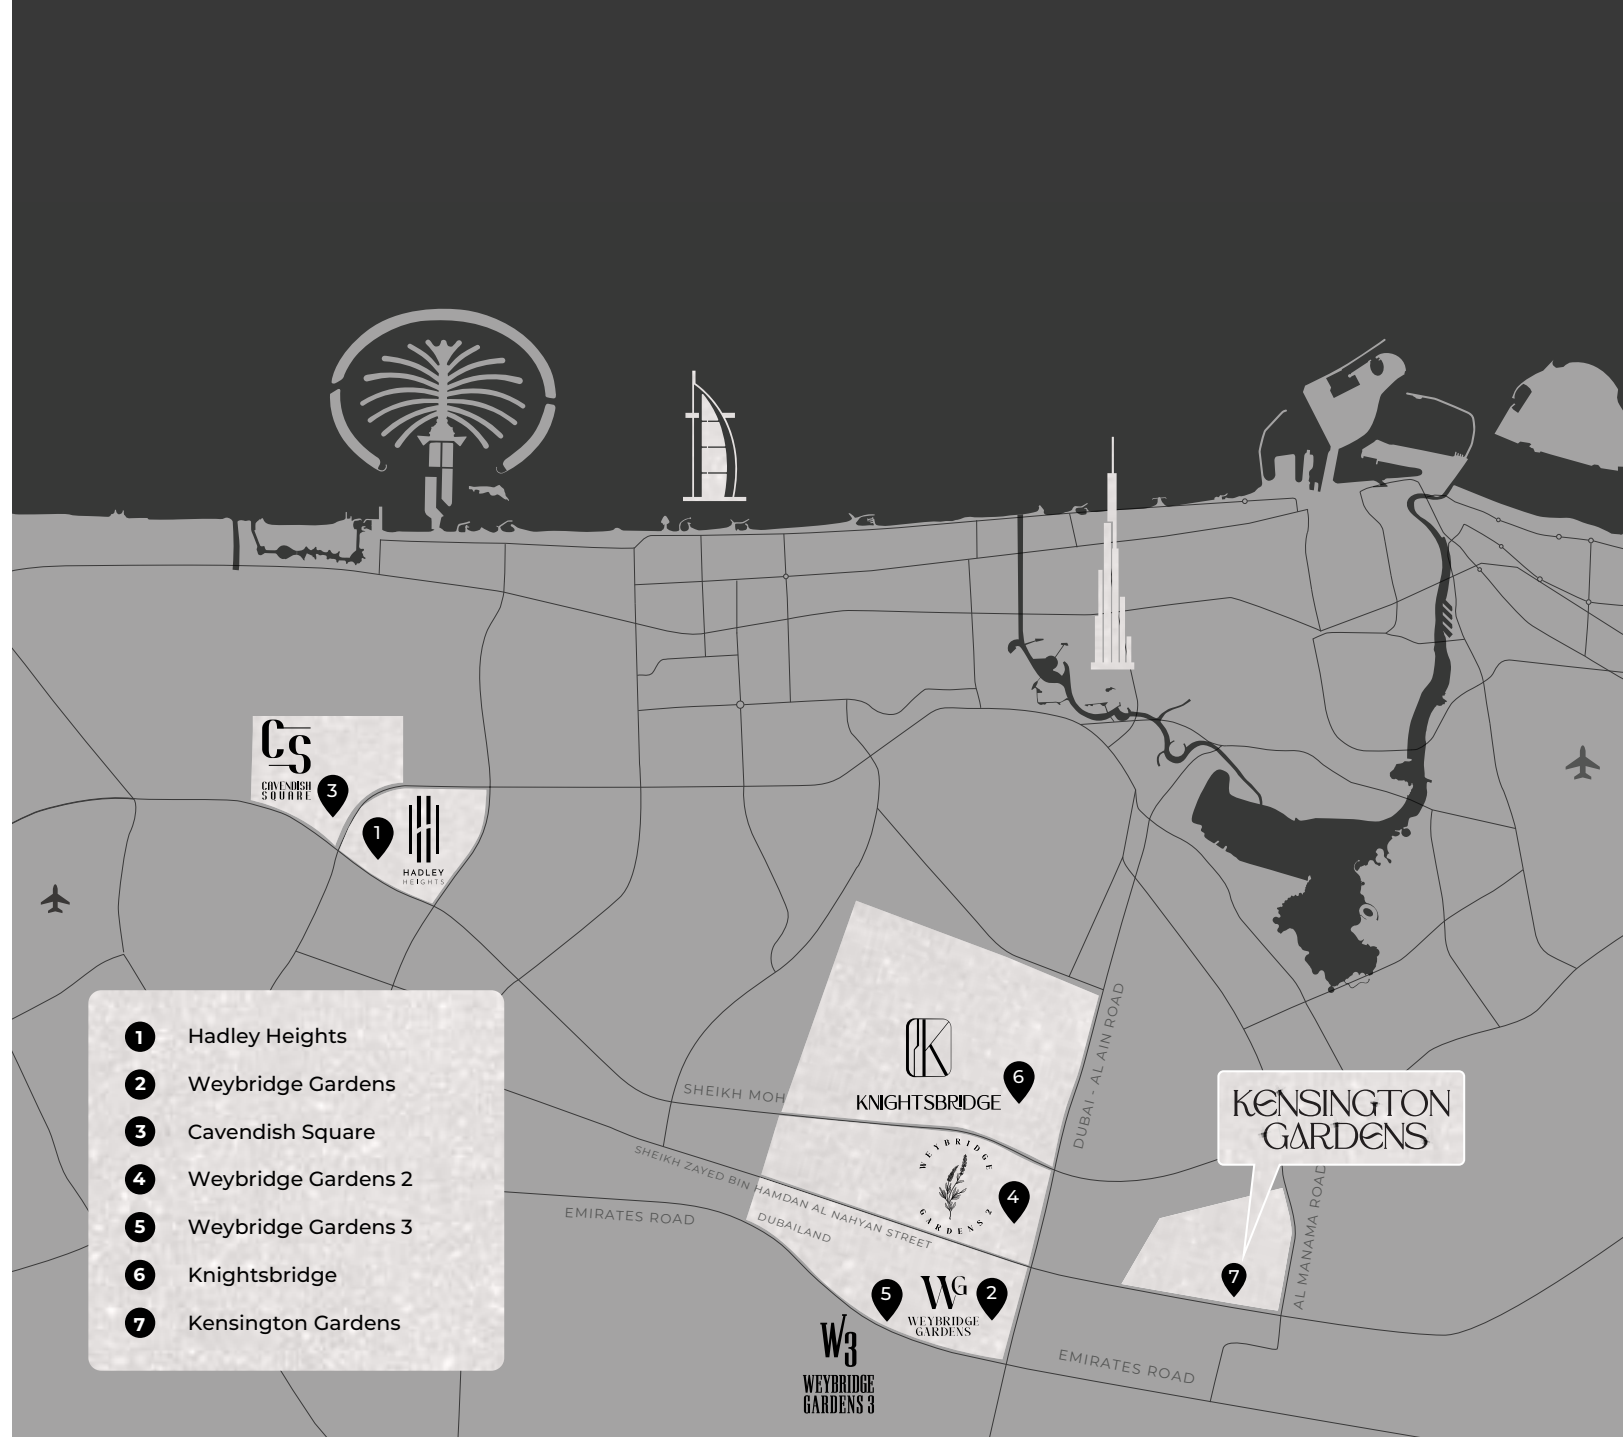 CS
CAVENDISH
SQUARE
3
1
HADLEY
HEIGHTS
1 Hadley Heights
2 Weybridge Gardens
3 Cavendish Square
4 Weybridge Gardens 2
5 Weybridge Gardens 3
6 Knightsbridge
7 Kensington Gardens
K
KNIGHTSBRIDGE
6
SHEIKH MOH
DUBAI - AL AIN ROAD
WEYBRIDGE
GARDENS 2
4
SHEIKH ZAYED BIN HAMDAN AL NAHYAN STREET
EMIRATES ROAD
DUBAILAND
5
WG
WEYBRIDGE
GARDENS
2
W3
WEYBRIDGE
GARDENS 3
KENSINGTON
GARDENS
7
AL MANAMA ROAD
EMIRATES ROAD